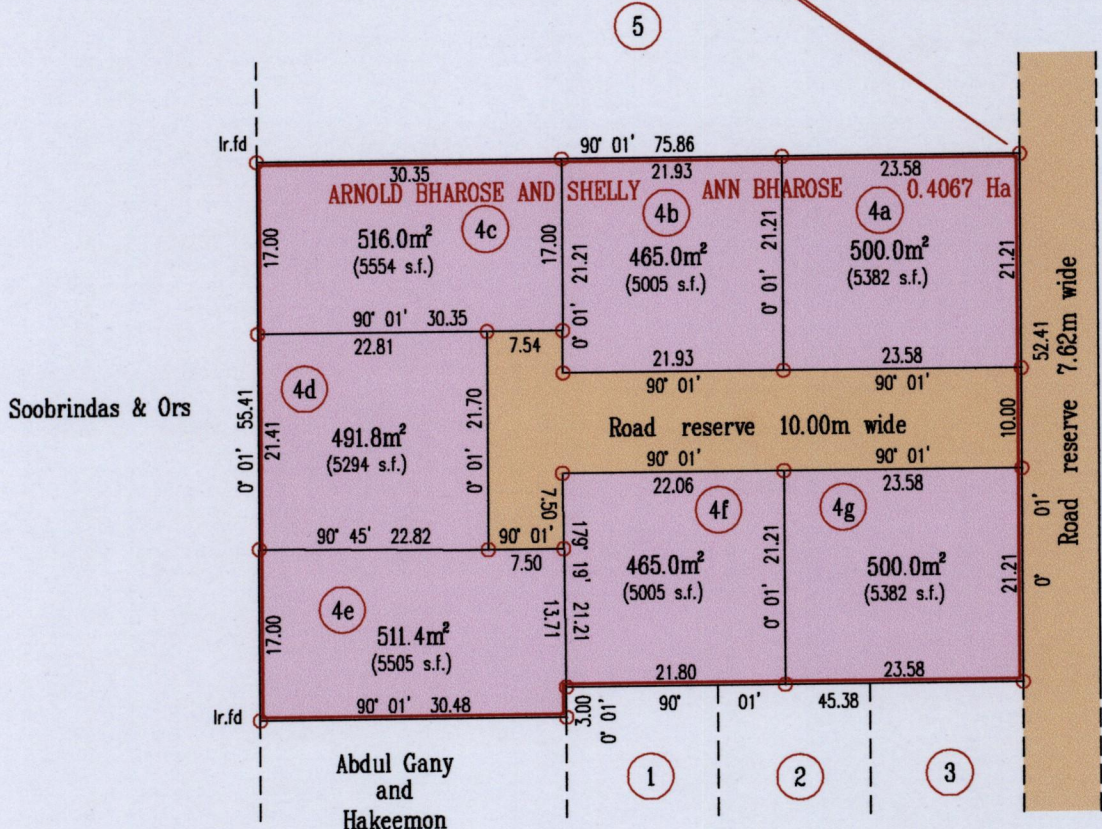 5
Ir.fd
90° 01' 75.86
30.35
21.93
23.58
ARNOLD BHAROSE AND SHELLY ANN BHAROSE 0.4067 Ha
4c
4b
4a
17.00
516.0m²
(5554 s.f.)
17.00
21.21
0° 01'
465.0m²
(5005 s.f.)
21.21
0° 01'
500.0m²
(5382 s.f.)
21.21
90° 01' 30.35
22.81
7.54
21.93
90° 01'
23.58
90° 01'
52.41
Road reserve 7.62m wide
0° 01'
Soobrindas & Ors
0° 01' 55.41
21.41
4d
491.8m²
(5294 s.f.)
21.70
0° 01'
Road reserve 10.00m wide
10.00
90° 01'
22.06
90° 01'
23.58
4f
4g
7.50
90° 45' 22.82
90° 01'
7.50
179° 19' 21.21
13.71
465.0m²
(5005 s.f.)
21.21
0° 01'
500.0m²
(5382 s.f.)
21.21
4e
17.00
511.4m²
(5505 s.f.)
21.80
23.58
90° 01' 30.48
Ir.fd
3.00
0° 01'
90° 01' 45.38
Abdul Gany
and
Hakeemon
1
2
3